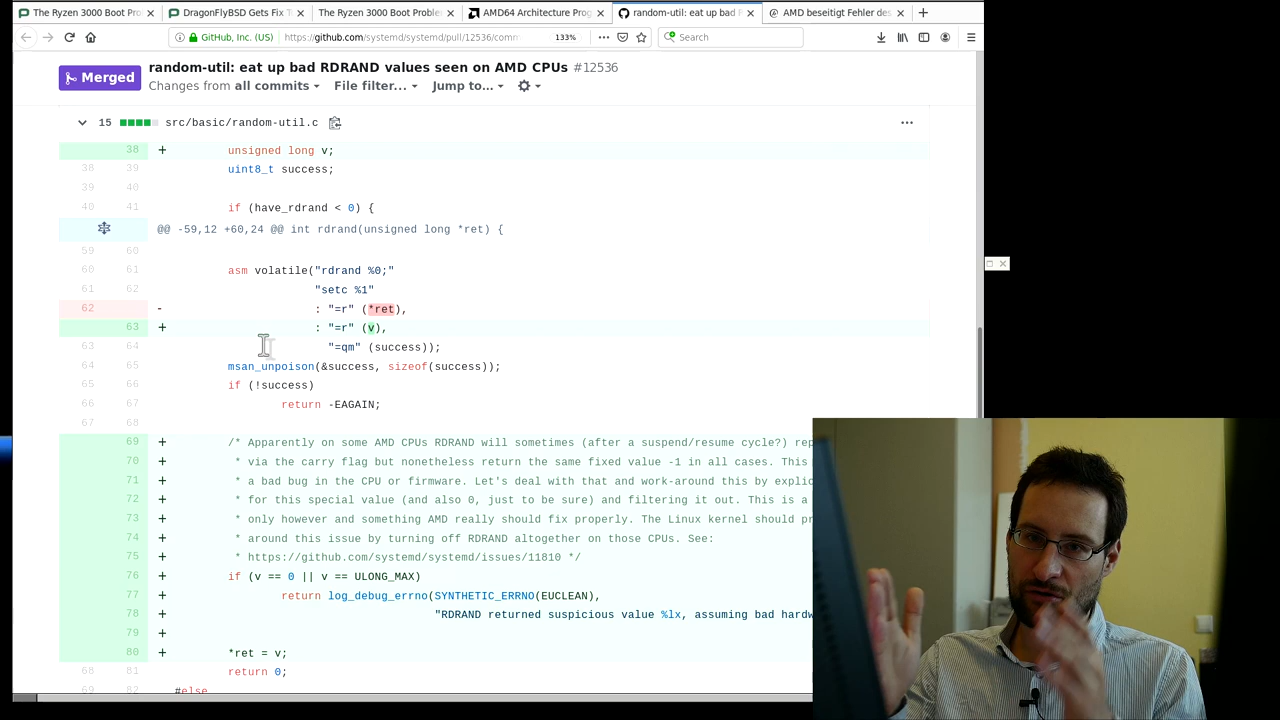 The Ryzen 3000 Boot Pro
DragonFlyBSD Gets Fix T
The Ryzen 3000 Boot Proble
AMD64 Architecture Prog
random-util: eat up bad R
AMD beseitigt Fehler des
GitHub, Inc. (US)
https://github.com/systemd/systemd/pull/12536/comm
133%
Search
Merged
random-util: eat up bad RDRAND values seen on AMD CPUs #12536
Changes from all commits File filter... Jump to...
15 src/basic/random-util.c
38 + unsigned long v;
38 39 uint8_t success;
39 40
40 41 if (have_rdrand < 0) {
@@ -59,12 +60,24 @@ int rdrand(unsigned long *ret) {
59 60
60 61 asm volatile("rdrand %0;"
61 62 "setc %1"
62 - : "=r" (*ret),
63 + : "=r" (v),
63 64 "=qm" (success));
64 65 msan_unpoison(&success, sizeof(success));
65 66 if (!success)
66 67 return -EAGAIN;
67 68
69 + /* Apparently on some AMD CPUs RDRAND will sometimes (after a suspend/resume cycle?) rep
70 + * via the carry flag but nonetheless return the same fixed value -1 in all cases. This
71 + * a bad bug in the CPU or firmware. Let's deal with that and work-around this by explic
72 + * for this special value (and also 0, just to be sure) and filtering it out. This is a
73 + * only however and something AMD really should fix properly. The Linux kernel should pr
74 + * around this issue by turning off RDRAND altogether on those CPUs. See:
75 + * https://github.com/systemd/systemd/issues/11810 */
76 + if (v == 0 || v == ULONG_MAX)
77 + return log_debug_errno(SYNTHETIC_ERRNO(EUCLEAN),
78 + "RDRAND returned suspicious value %lx, assuming bad hardw
79 +
80 + *ret = v;
68 81 return 0;
69 82 #else